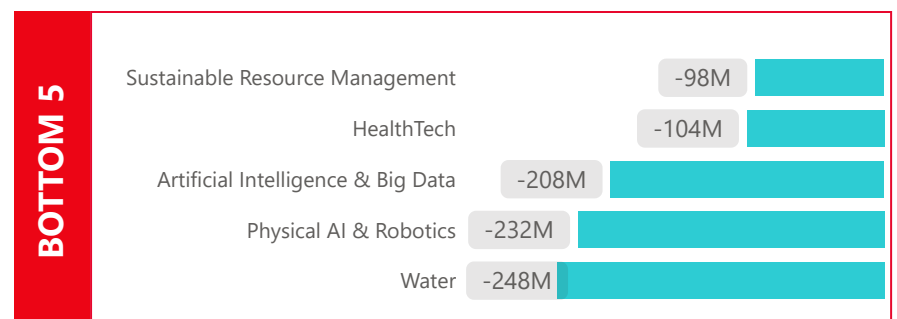 BOTTOM 5
Sustainable Resource Management -98M
HealthTech -104M
Artificial Intelligence & Big Data -208M
Physical AI & Robotics -232M
Water -248M